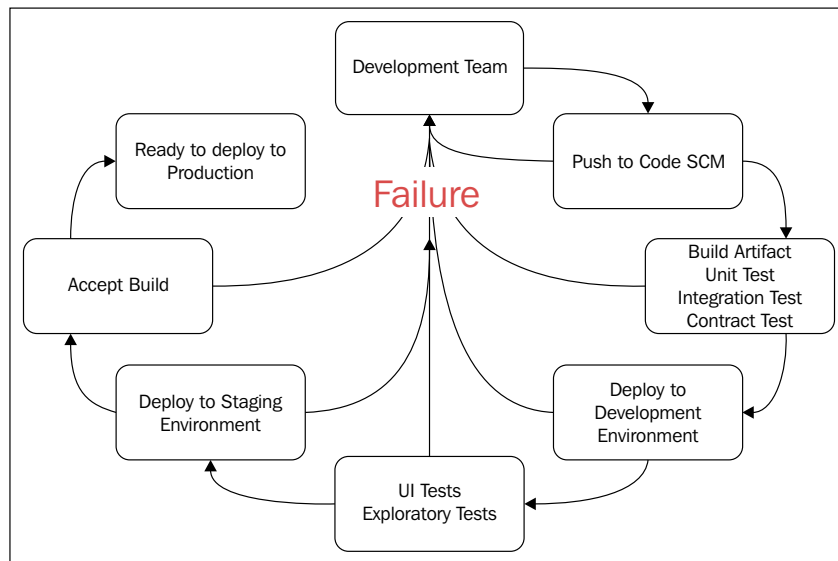 Development Team
Ready to deploy to
Production
Push to Code SCM
Failure
Accept Build
Build Artifact
Unit Test
Integration Test
Contract Test
Deploy to Staging
Environment
Deploy to
Development
Environment
UI Tests
Exploratory Tests